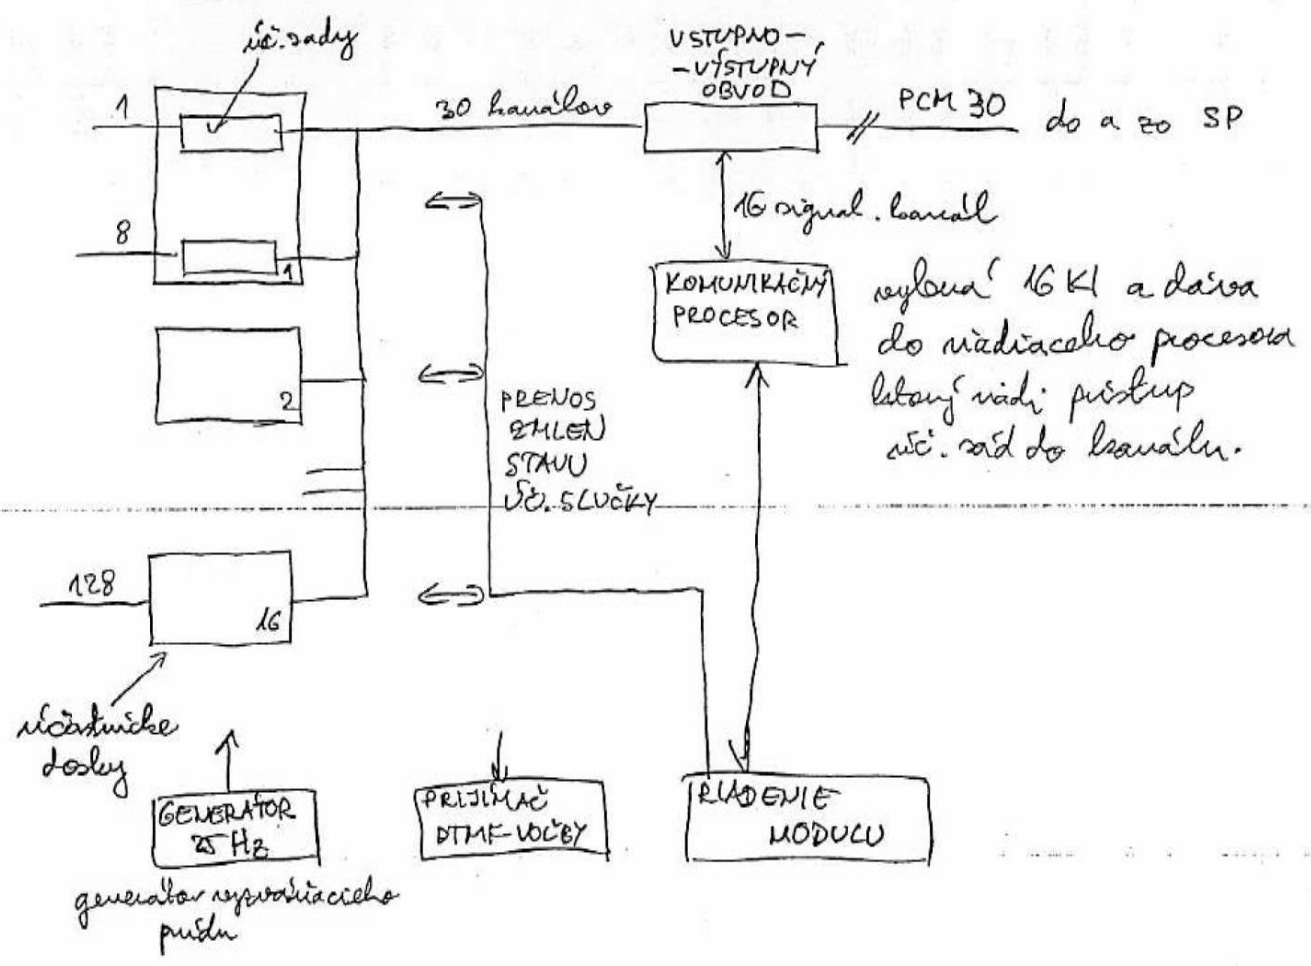 úč. sady
VSTUPNO-
-VÝSTUPNÝ
OBVOD
1
30 kanálov
PCM 30
do a zo SP
8
16 signal. kanál
1
KOMUNIKAČNÝ
PROCESOR
vyberá 16 KI a dáva
do riadiaceho procesora
ktorý riadi prístup
úč. sád do kanálu.
2
PRENOS
ZMIEN
STAVU
ÚČ. SLUČKY
128
16
účastnícke
dosky
GENERÁTOR
25 Hz
PRIJÍMAČ
DTMF-VOĽBY
RIADENIE
MODULU
generátor vyzváňacieho
prúdu